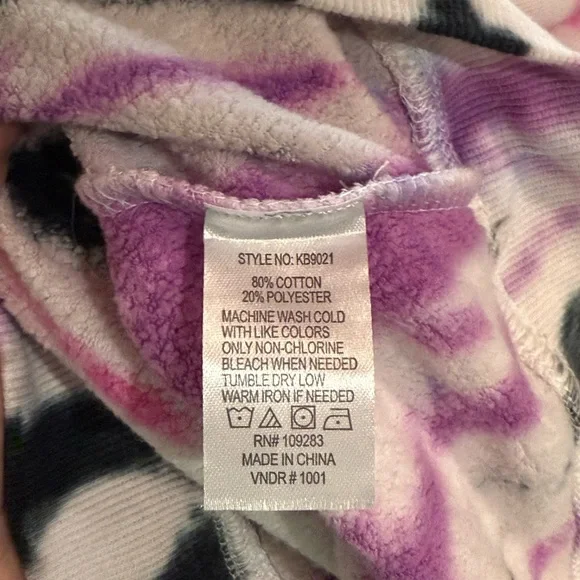 STYLE NO: KB9021
80% COTTON
20% POLYESTER
MACHINE WASH COLD
WITH LIKE COLORS
ONLY NON-CHLORINE
BLEACH WHEN NEEDED
TUMBLE DRY LOW
WARM IRON IF NEEDED
RN# 109283
MADE IN CHINA
VNDR # 1001